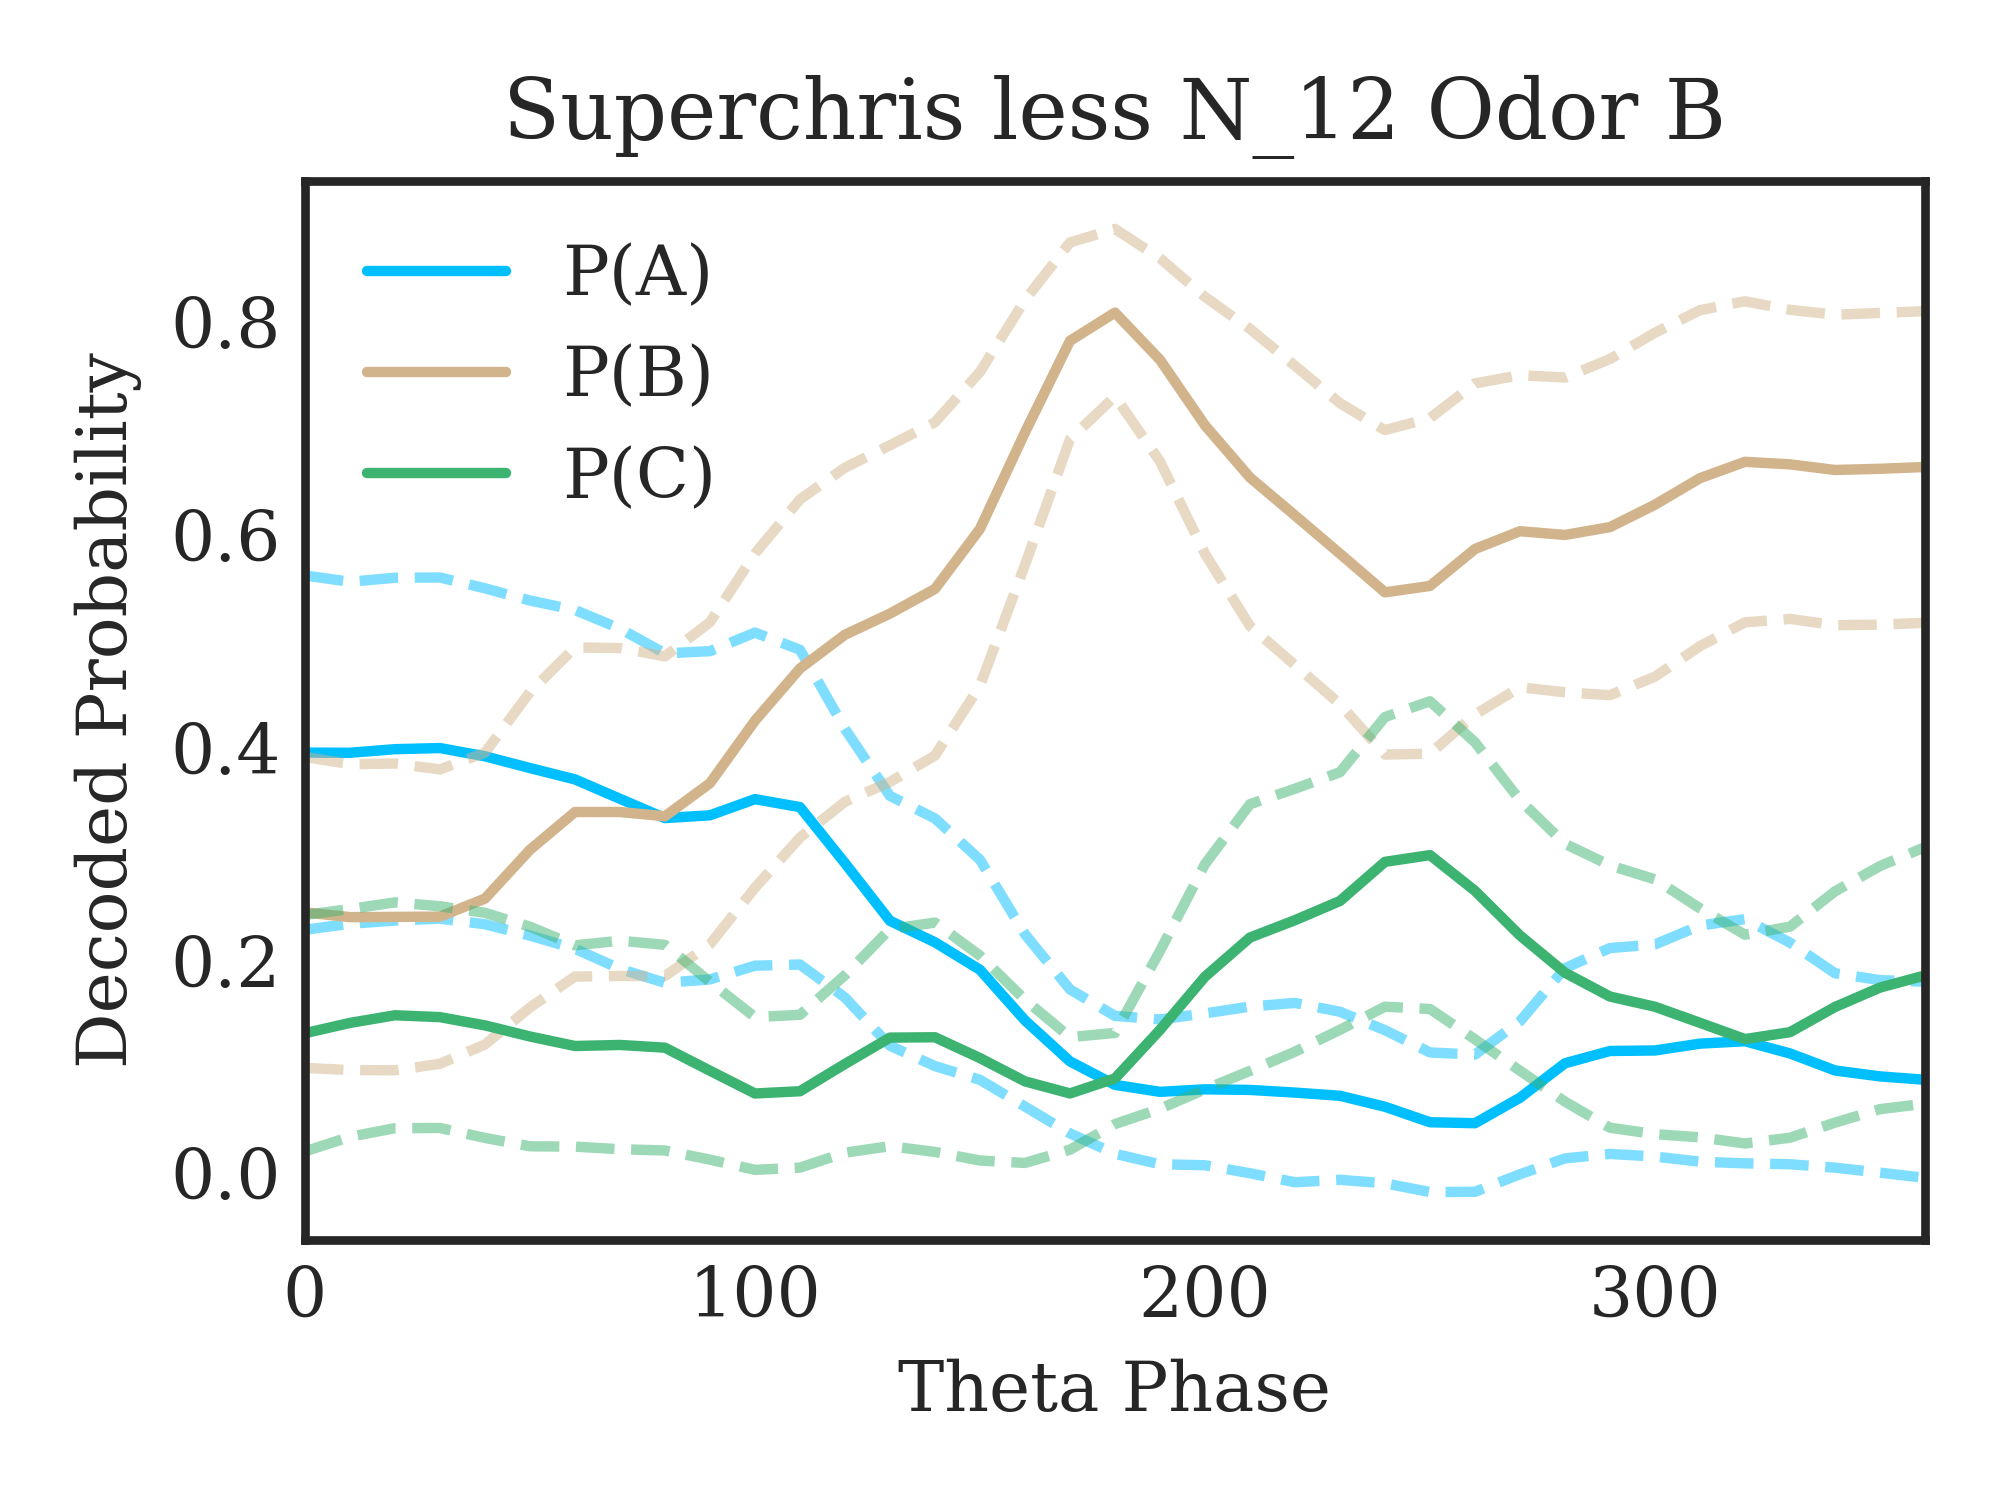 Superchris less N_12 Odor B
P(A)
P(B)
P(C)
Decoded Probability
0.8
0.6
0.4
0.2
0.0
0 100 200 300
Theta Phase